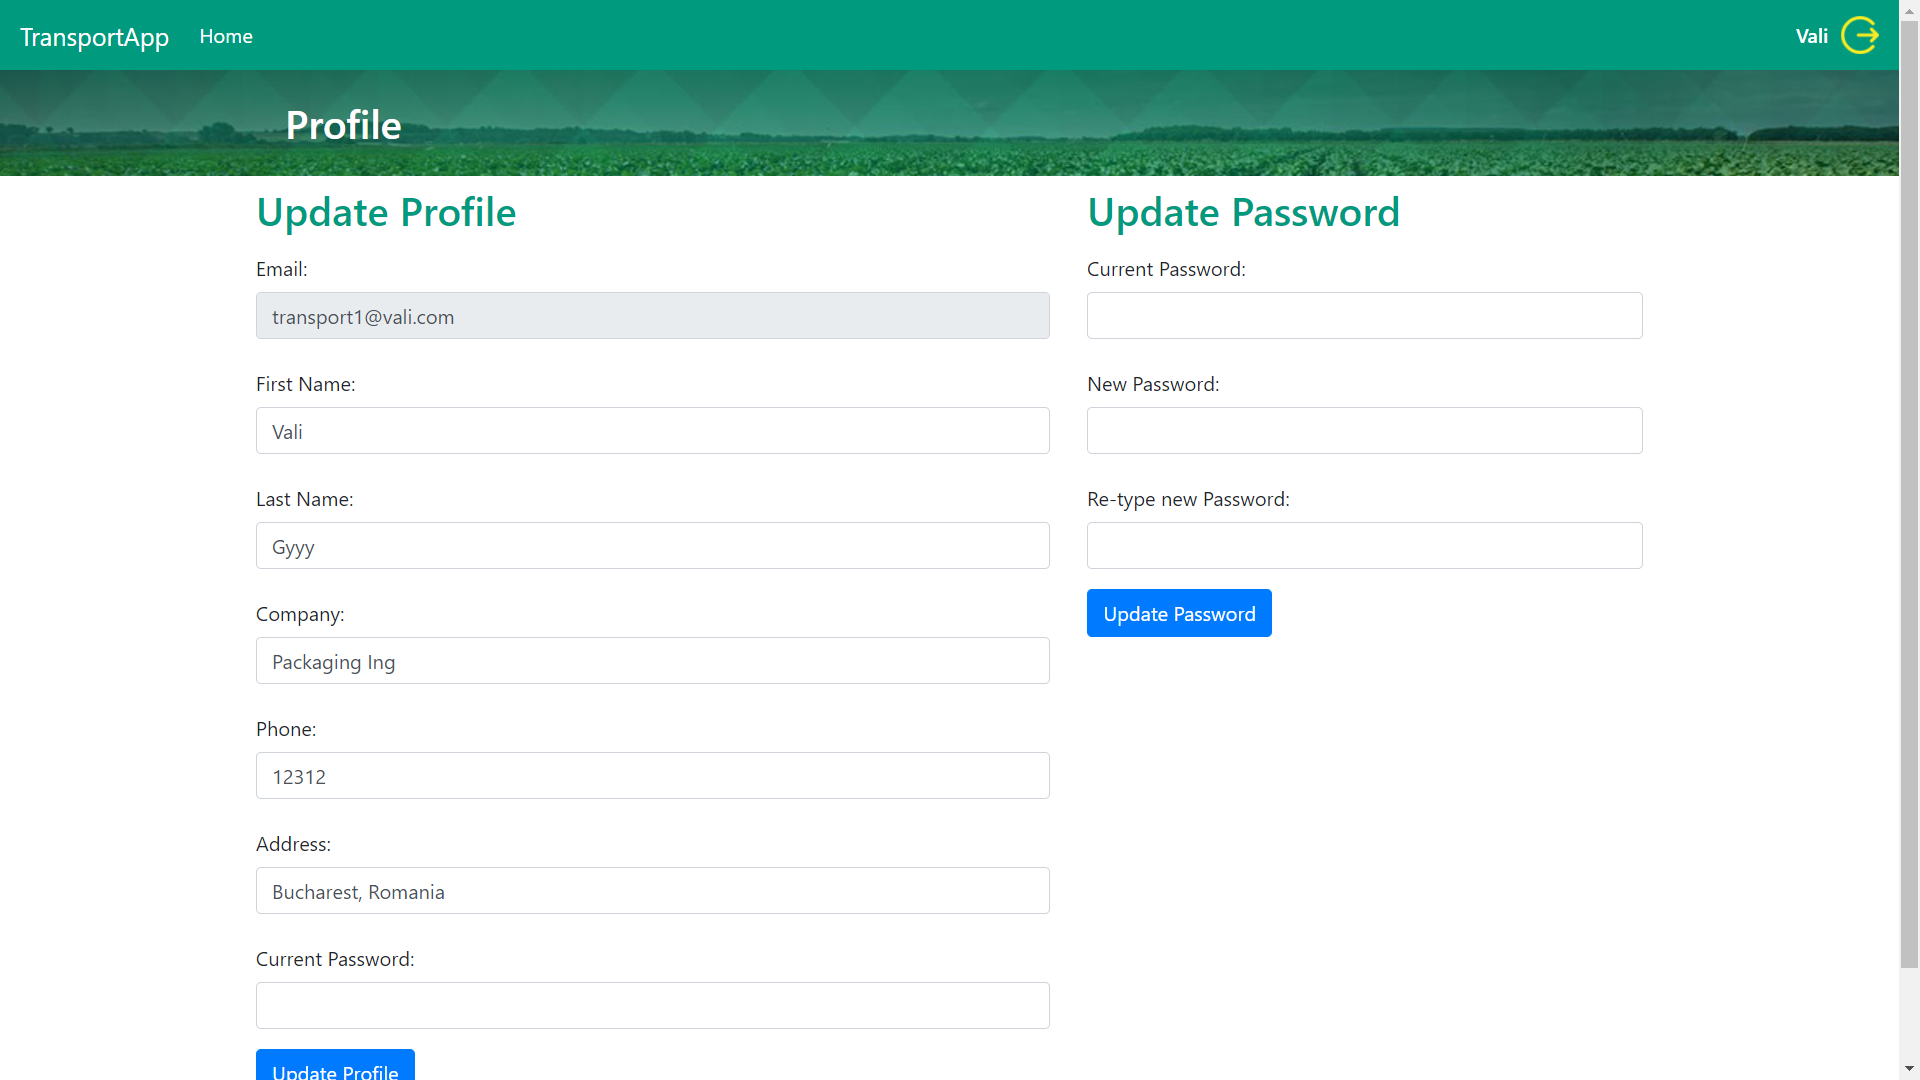 TransportApp Home Vali
Profile
Update Profile
Email:
transport1@vali.com
First Name:
Vali
Last Name:
Gyyy
Company:
Packaging Ing
Phone:
12312
Address:
Bucharest, Romania
Current Password:
Update Profile
Update Password
Current Password:
New Password:
Re-type new Password:
Update Password